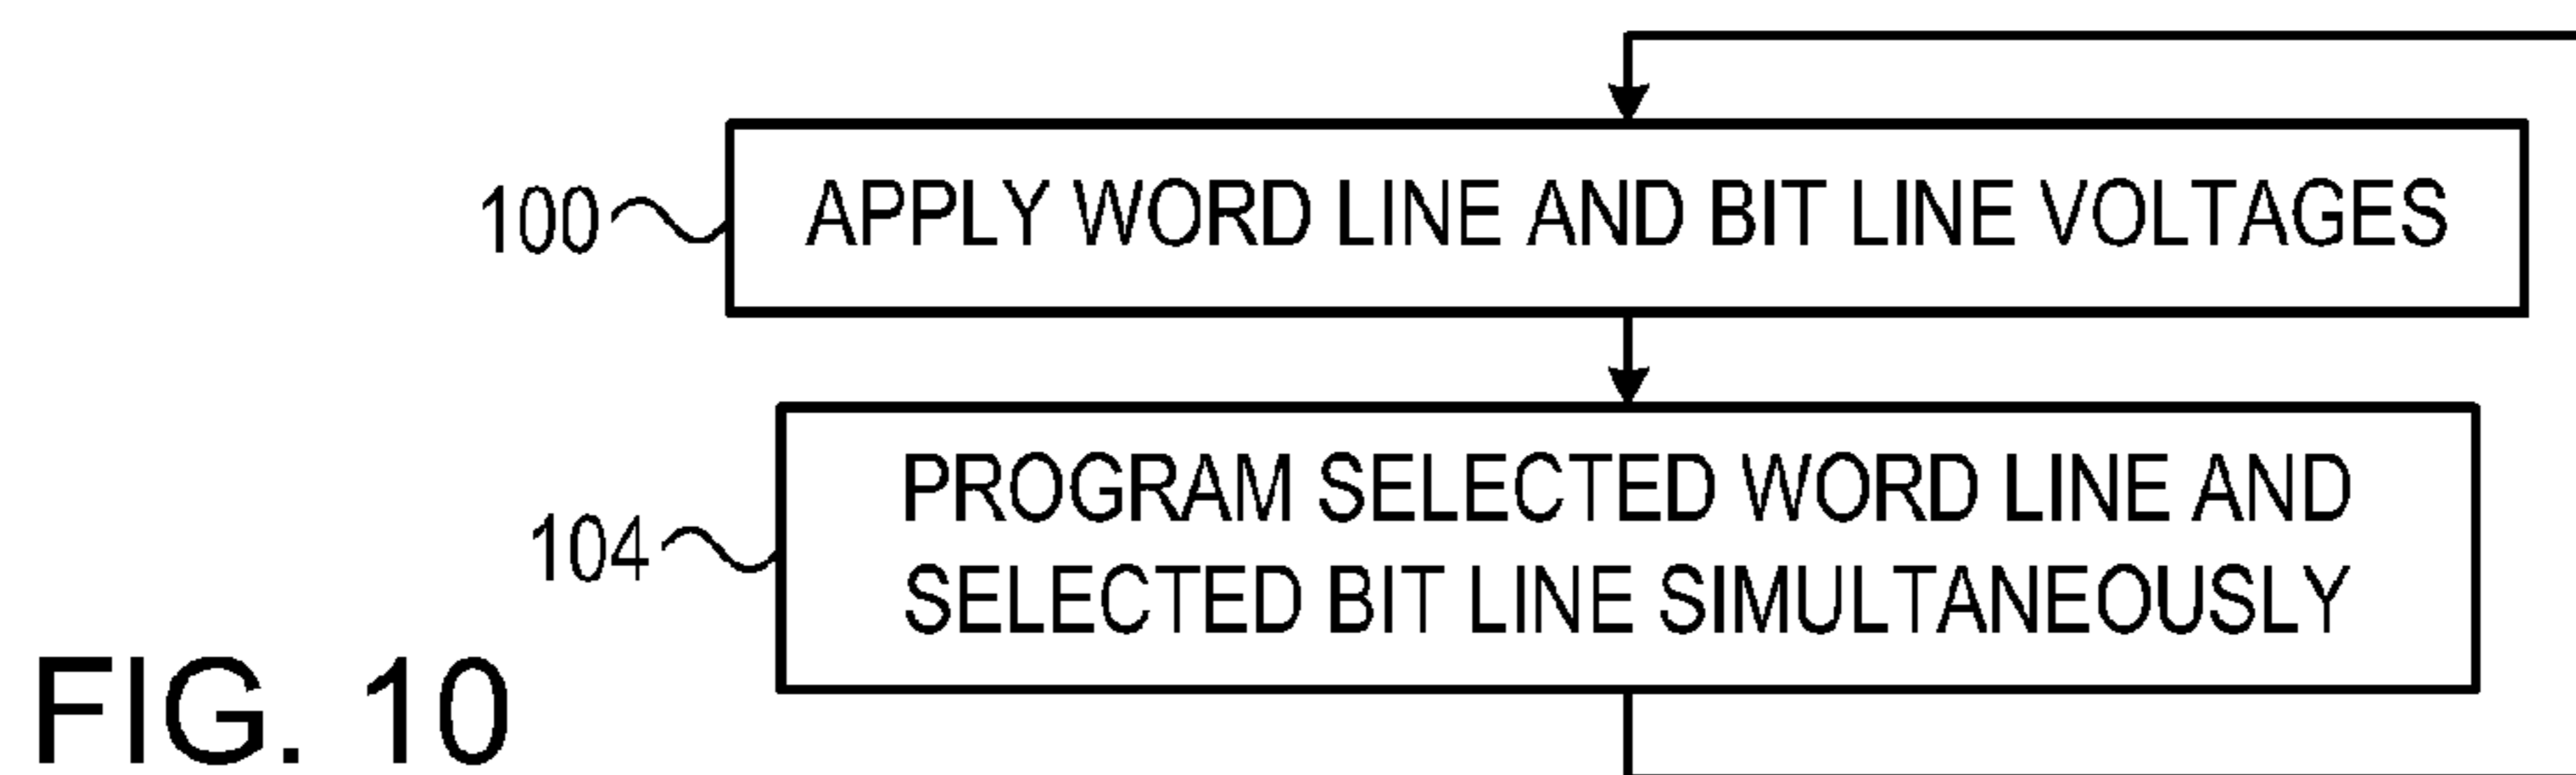 100
APPLY WORD LINE AND BIT LINE VOLTAGES
104
PROGRAM SELECTED WORD LINE AND
SELECTED BIT LINE SIMULTANEOUSLY
FIG. 10